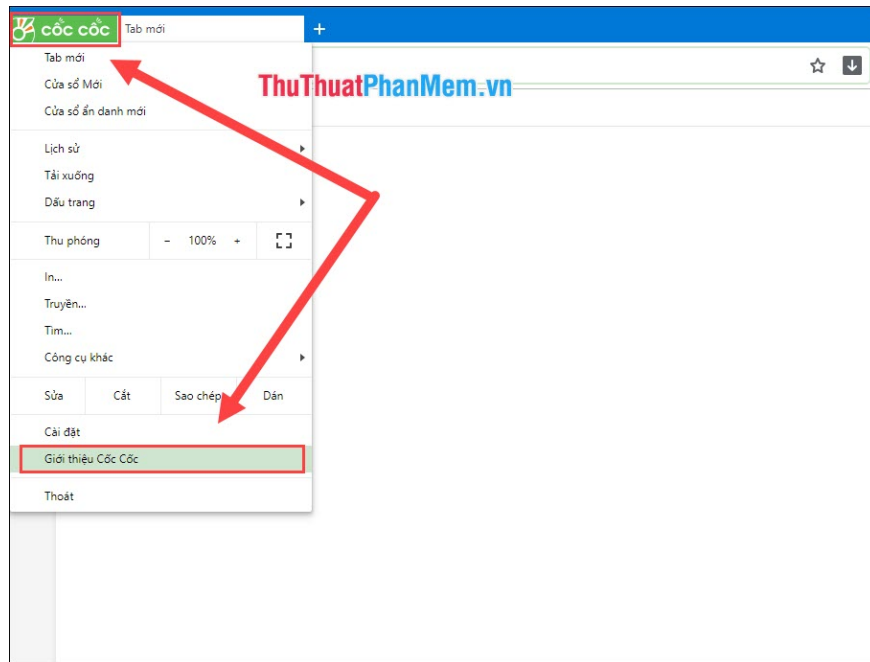 cốc cốc Tab mới +
Tab mới
Cửa sổ Mới
Cửa sổ ẩn danh mới
ThuThuatPhanMem.vn
Lịch sử
Tải xuống
Dấu trang
Thu phóng - 100% +
In...
Truyền...
Tìm...
Công cụ khác
Sửa Cắt Sao chép Dán
Cài đặt
Giới thiệu Cốc Cốc
Thoát